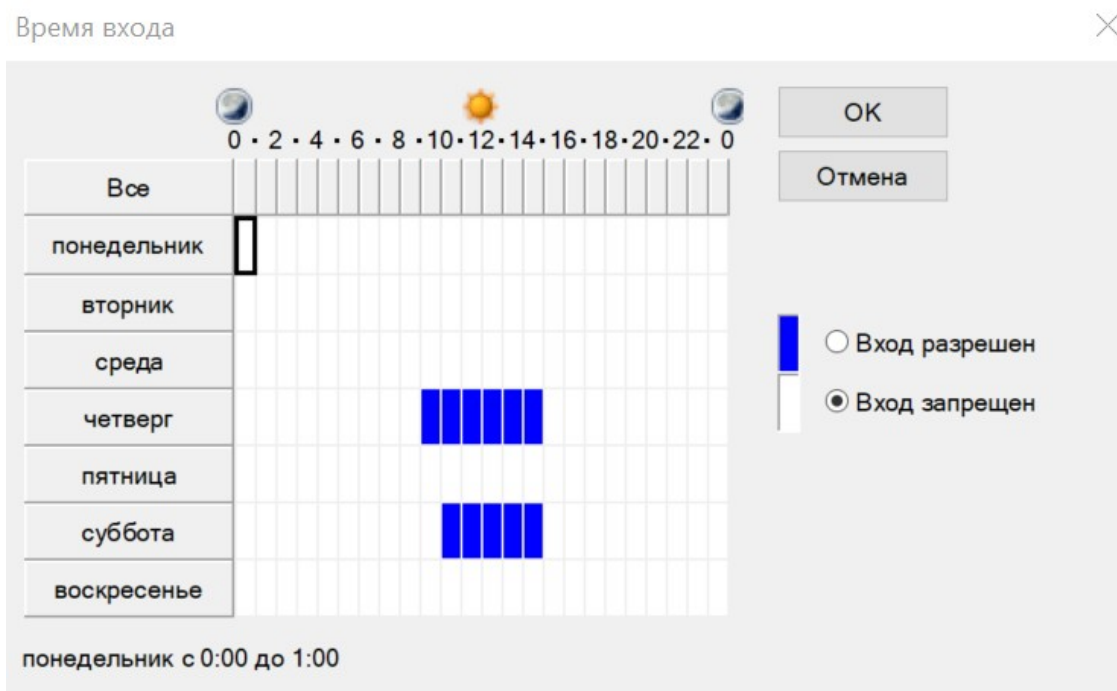 Время входа
OK
0 · 2 · 4 · 6 · 8 · 10 · 12 · 14 · 16 · 18 · 20 · 22 · 0
Отмена
Все
понедельник
вторник
среда
Вход разрешен
Вход запрещен
четверг
пятница
суббота
воскресенье
понедельник с 0:00 до 1:00